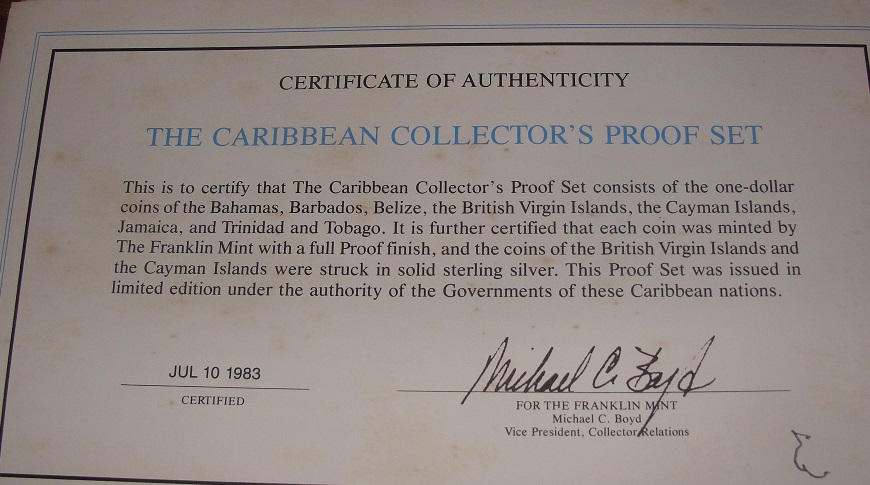 CERTIFICATE OF AUTHENTICITY
THE CARIBBEAN COLLECTOR'S PROOF SET
This is to certify that The Caribbean Collector's Proof Set consists of the one-dollar
coins of the Bahamas, Barbados, Belize, the British Virgin Islands, the Cayman Islands,
Jamaica, and Trinidad and Tobago. It is further certified that each coin was minted by
The Franklin Mint with a full Proof finish, and the coins of the British Virgin Islands and
the Cayman Islands were struck in solid sterling silver. This Proof Set was issued in
limited edition under the authority of the Governments of these Caribbean nations.
JUL 10 1983
CERTIFIED
Michael C. Boyd
FOR THE FRANKLIN MINT
Michael C. Boyd
Vice President, Collector Relations